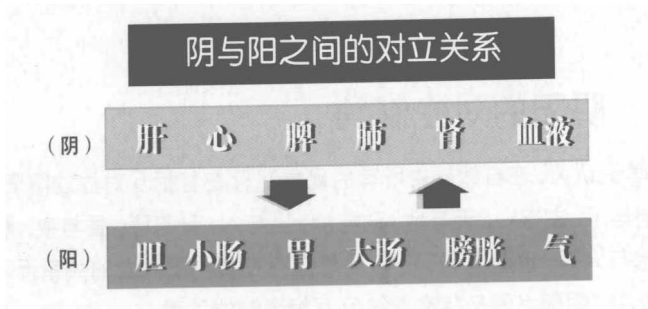 阴与阳之间的对立关系
（阴） 肝 心 脾 肺 肾 血液
（阳） 胆 小肠 胃 大肠 膀胱 气